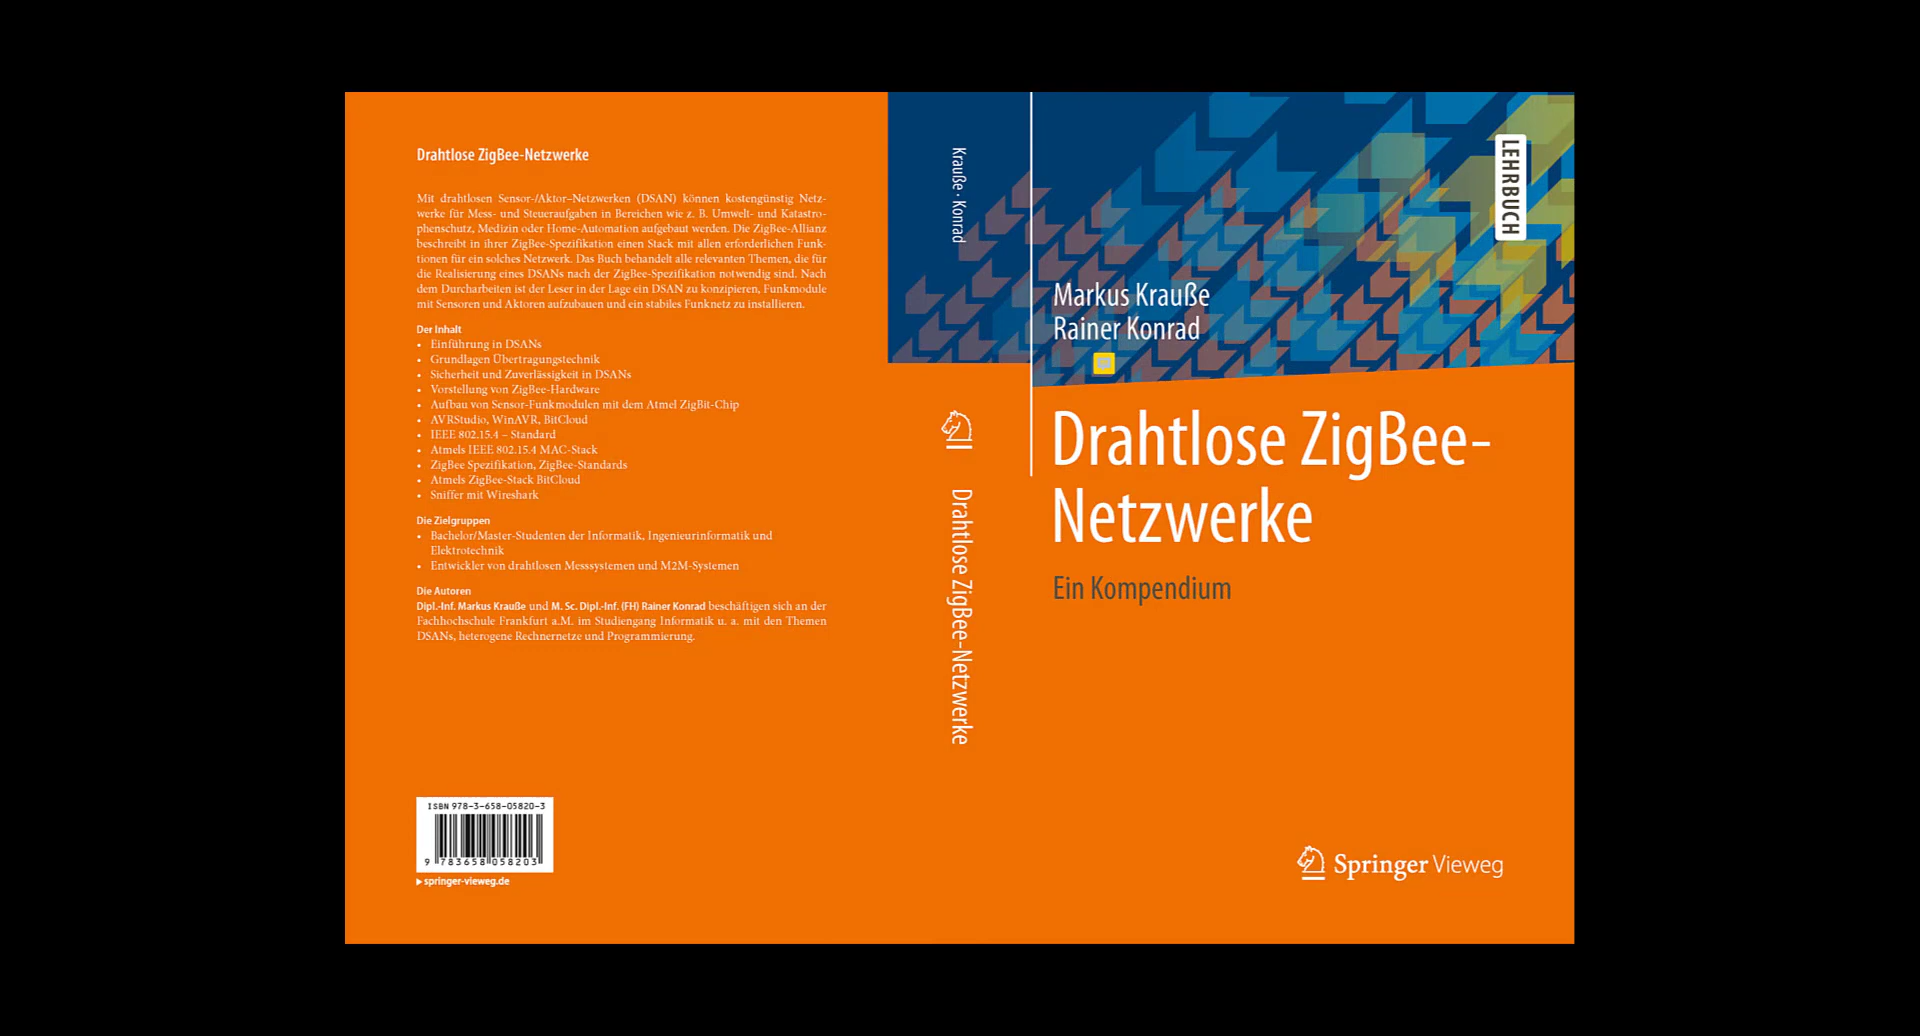 Drahtlose ZigBee-Netzwerke
Mit drahtlosen Sensor-/Aktor–Netzwerken (DSAN) können kostengünstig Netz-
werke für Mess- und Steueraufgaben in Bereichen wie z. B. Umwelt- und Katastro-
phenschutz, Medizin oder Home-Automation aufgebaut werden. Die ZigBee-Allianz
beschreibt in ihrer ZigBee-Spezifikation einen Stack mit allen erforderlichen Funk-
tionen für ein solches Netzwerk. Das Buch behandelt alle relevanten Themen, die für
die Realisierung eines DSANs nach der ZigBee-Spezifikation notwendig sind. Nach
dem Durcharbeiten ist der Leser in der Lage ein DSAN zu konzipieren, Funkmodule
mit Sensoren und Aktoren aufzubauen und ein stabiles Funknetz zu installieren.
Der Inhalt
• Einführung in DSANs
• Grundlagen Übertragungstechnik
• Sicherheit und Zuverlässigkeit in DSANs
• Vorstellung von ZigBee-Hardware
• Aufbau von Sensor-Funkmodulen mit dem Atmel ZigBit-Chip
• AVRStudio, WinAVR, BitCloud
• IEEE 802.15.4 – Standard
• Atmels IEEE 802.15.4 MAC-Stack
• ZigBee Spezifikation, ZigBee-Standards
• Atmels ZigBee-Stack BitCloud
• Sniffer mit Wireshark
Die Zielgruppen
• Bachelor/Master-Studenten der Informatik, Ingenieurinformatik und
Elektrotechnik
• Entwickler von drahtlosen Messsystemen und M2M-Systemen
Die Autoren
Dipl.-Inf. Markus Krauße und M. Sc. Dipl.-Inf. (FH) Rainer Konrad beschäftigen sich an der
Fachhochschule Frankfurt a.M. im Studiengang Informatik u. a. mit den Themen
DSANs, heterogene Rechnernetze und Programmierung.
ISBN 978-3-658-05820-3
9 783658 058203
springer-vieweg.de
Krauße · Konrad
Drahtlose ZigBee-Netzwerke
LEHRBUCH
Markus Krauße
Rainer Konrad
Drahtlose ZigBee-
Netzwerke
Ein Kompendium
Springer Vieweg